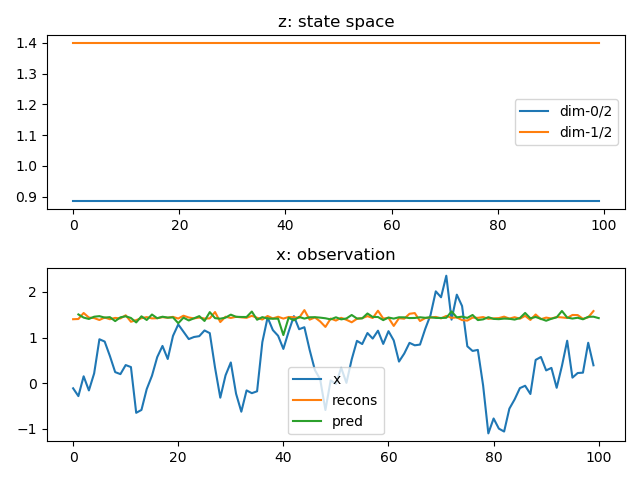 z: state space
1.4
1.3
1.2
1.1
1.0
0.9
dim-0/2
dim-1/2
0 20 40 60 80 100
x: observation
2
1
0
−1
x
recons
pred
0 20 40 60 80 100